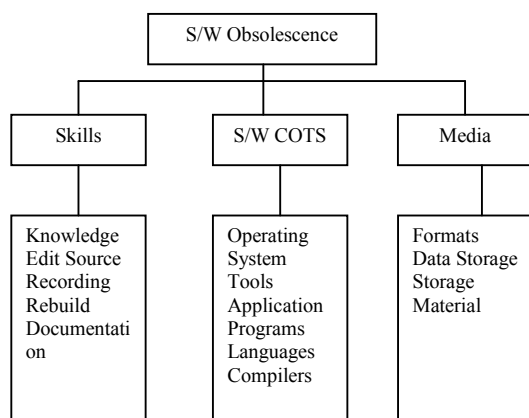 S/W Obsolescence
Skills
S/W COTS
Media
Knowledge
Edit Source
Recording
Rebuild
Documentati
on
Operating
System
Tools
Application
Programs
Languages
Compilers
Formats
Data Storage
Storage
Material